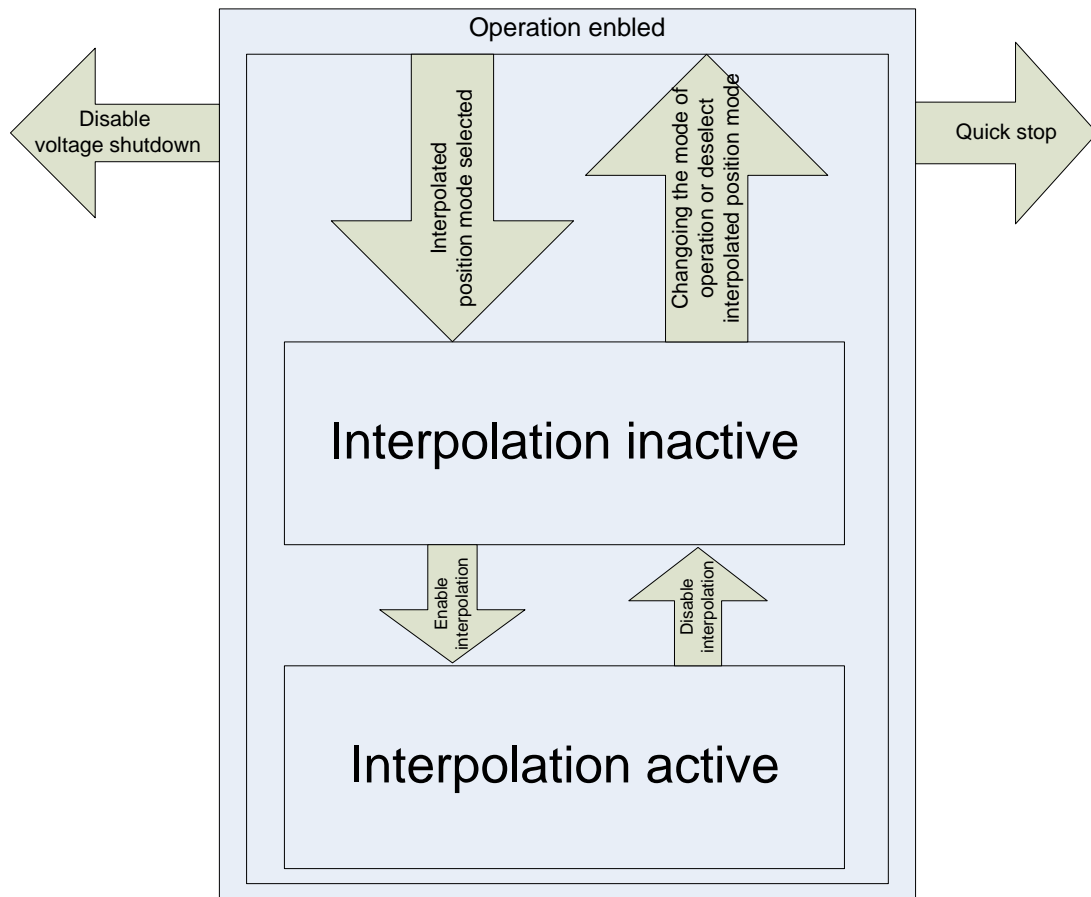 Operation enbled
Disable
voltage shutdown
Interpolated
position mode selected
Changoing the mode of
operation or deselect
interpolated position mode
Quick stop
Interpolation inactive
Enable
interpolation
Disable
interpolation
Interpolation active